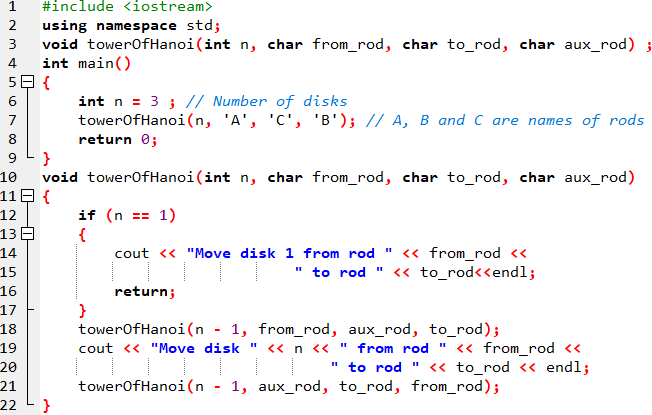 1 #include <iostream>
2 using namespace std;
3 void towerOfHanoi(int n, char from_rod, char to_rod, char aux_rod) ;
4 int main()
5 {
6 int n = 3 ; // Number of disks
7 towerOfHanoi(n, 'A', 'C', 'B'); // A, B and C are names of rods
8 return 0;
9 }
10 void towerOfHanoi(int n, char from_rod, char to_rod, char aux_rod)
11 {
12 if (n == 1)
13 {
14 cout << "Move disk 1 from rod " << from_rod <<
15 " to rod " << to_rod<<endl;
16 return;
17 }
18 towerOfHanoi(n - 1, from_rod, aux_rod, to_rod);
19 cout << "Move disk " << n << " from rod " << from_rod <<
20 " to rod " << to_rod << endl;
21 towerOfHanoi(n - 1, aux_rod, to_rod, from_rod);
22 }